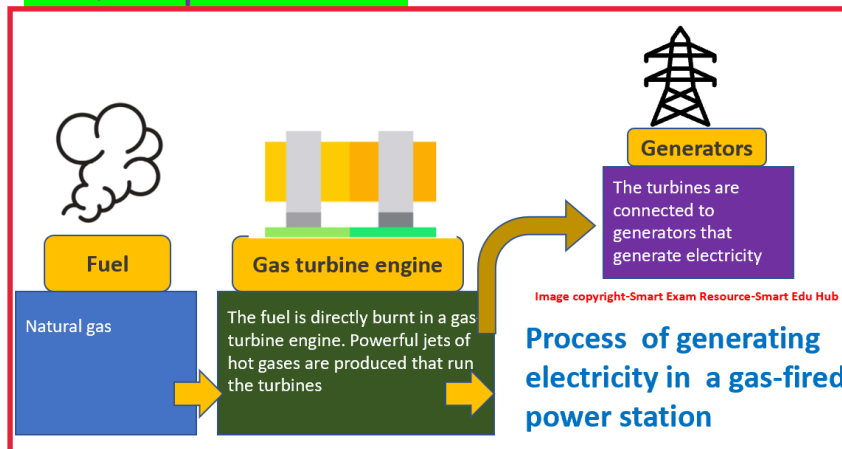 Fuel
Natural gas
Gas turbine engine
The fuel is directly burnt in a gas
turbine engine. Powerful jets of
hot gases are produced that run
the turbines
Generators
The turbines are
connected to
generators that
generate electricity
Image copyright-Smart Exam Resource-Smart Edu Hub
Process of generating
electricity in a gas-fired
power station